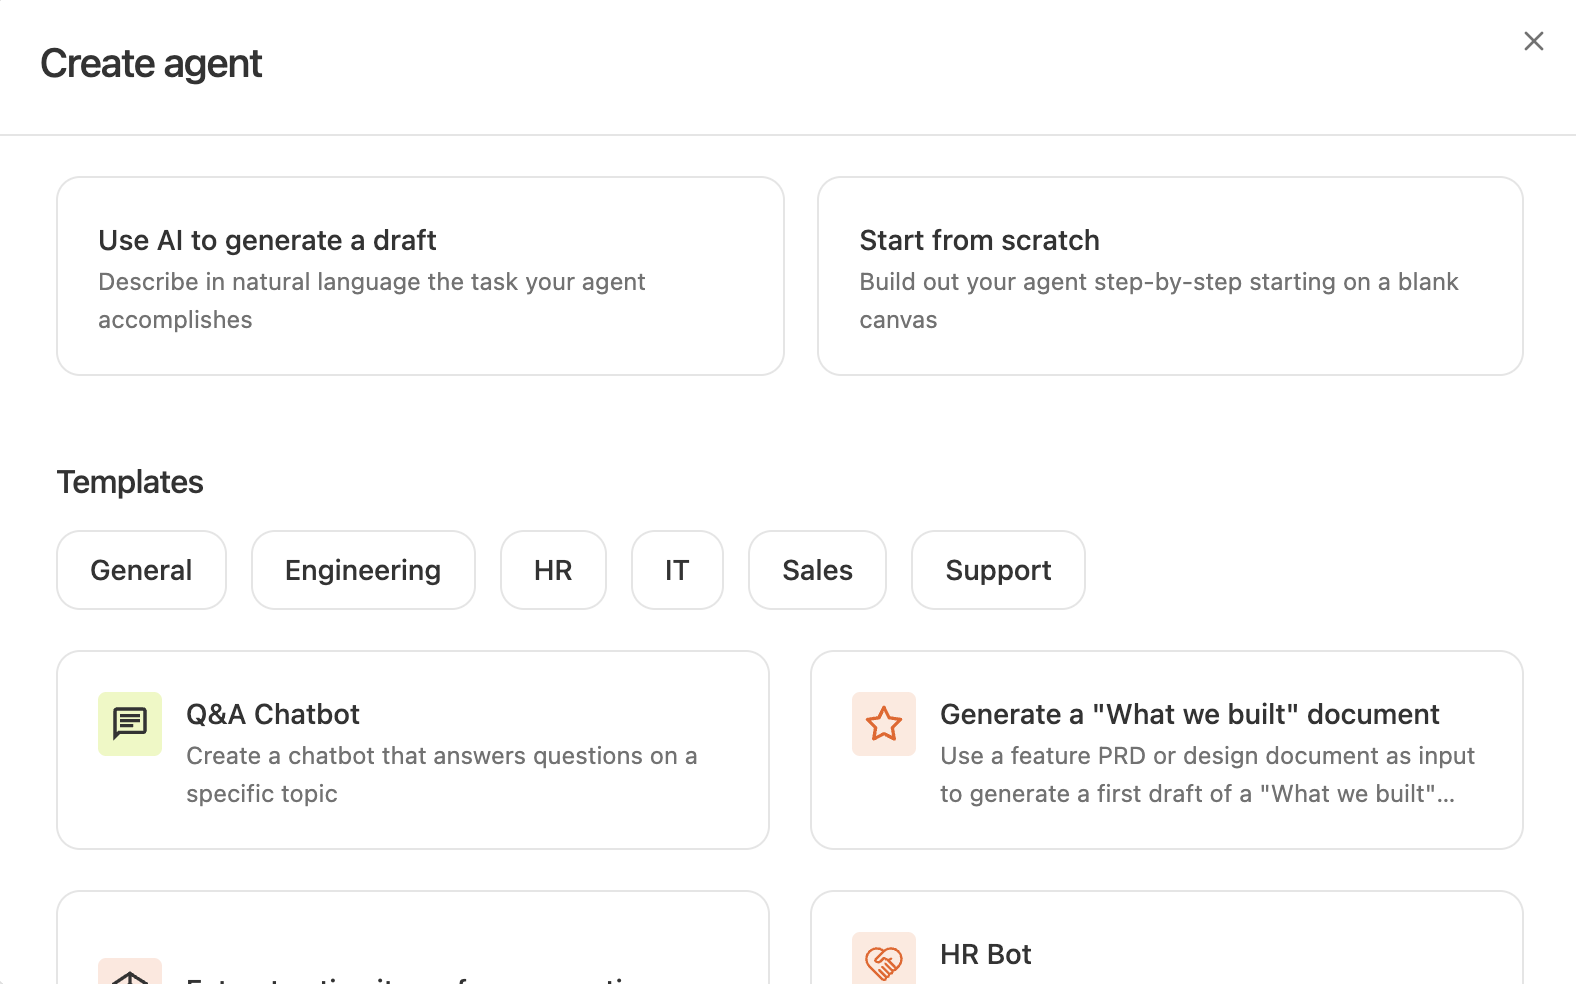 Create agent
Use AI to generate a draft
Describe in natural language the task your agent
accomplishes
Start from scratch
Build out your agent step-by-step starting on a blank
canvas
Templates
General
Engineering
HR
IT
Sales
Support
Q&A Chatbot
Create a chatbot that answers questions on a
specific topic
Generate a "What we built" document
Use a feature PRD or design document as input
to generate a first draft of a "What we built"...
HR Bot